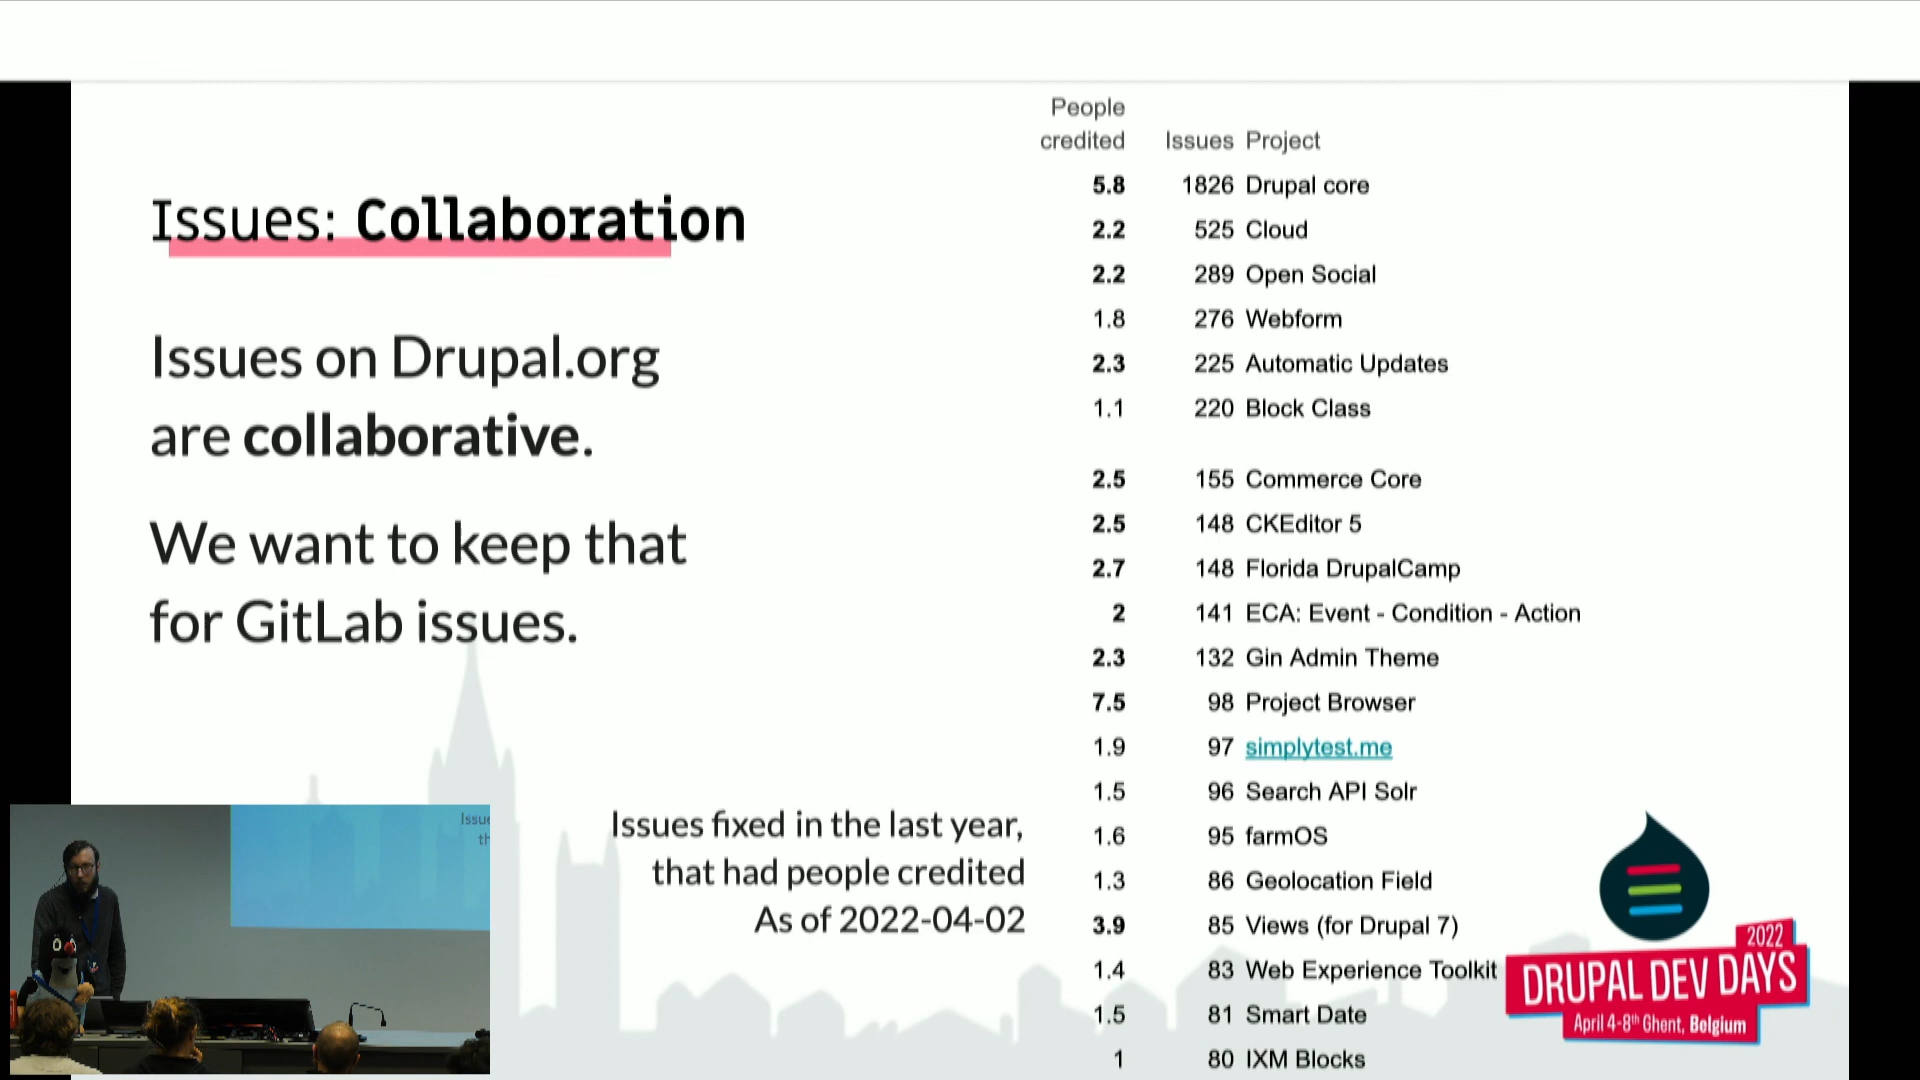 Issues: Collaboration
Issues on Drupal.org
are collaborative.
We want to keep that
for GitLab issues.
Issues fixed in the last year,
that had people credited
As of 2022-04-02
People
credited Issues Project
5.8 1826 Drupal core
2.2 525 Cloud
2.2 289 Open Social
1.8 276 Webform
2.3 225 Automatic Updates
1.1 220 Block Class
2.5 155 Commerce Core
2.5 148 CKEditor 5
2.7 148 Florida DrupalCamp
2 141 ECA: Event - Condition - Action
2.3 132 Gin Admin Theme
7.5 98 Project Browser
1.9 97 simplytest.me
1.5 96 Search API Solr
1.6 95 farmOS
1.3 86 Geolocation Field
3.9 85 Views (for Drupal 7)
1.4 83 Web Experience Toolkit
1.5 81 Smart Date
1 80 IXM Blocks
2022
DRUPAL DEV DAYS
April 4-8th Ghent, Belgium
Issue
th